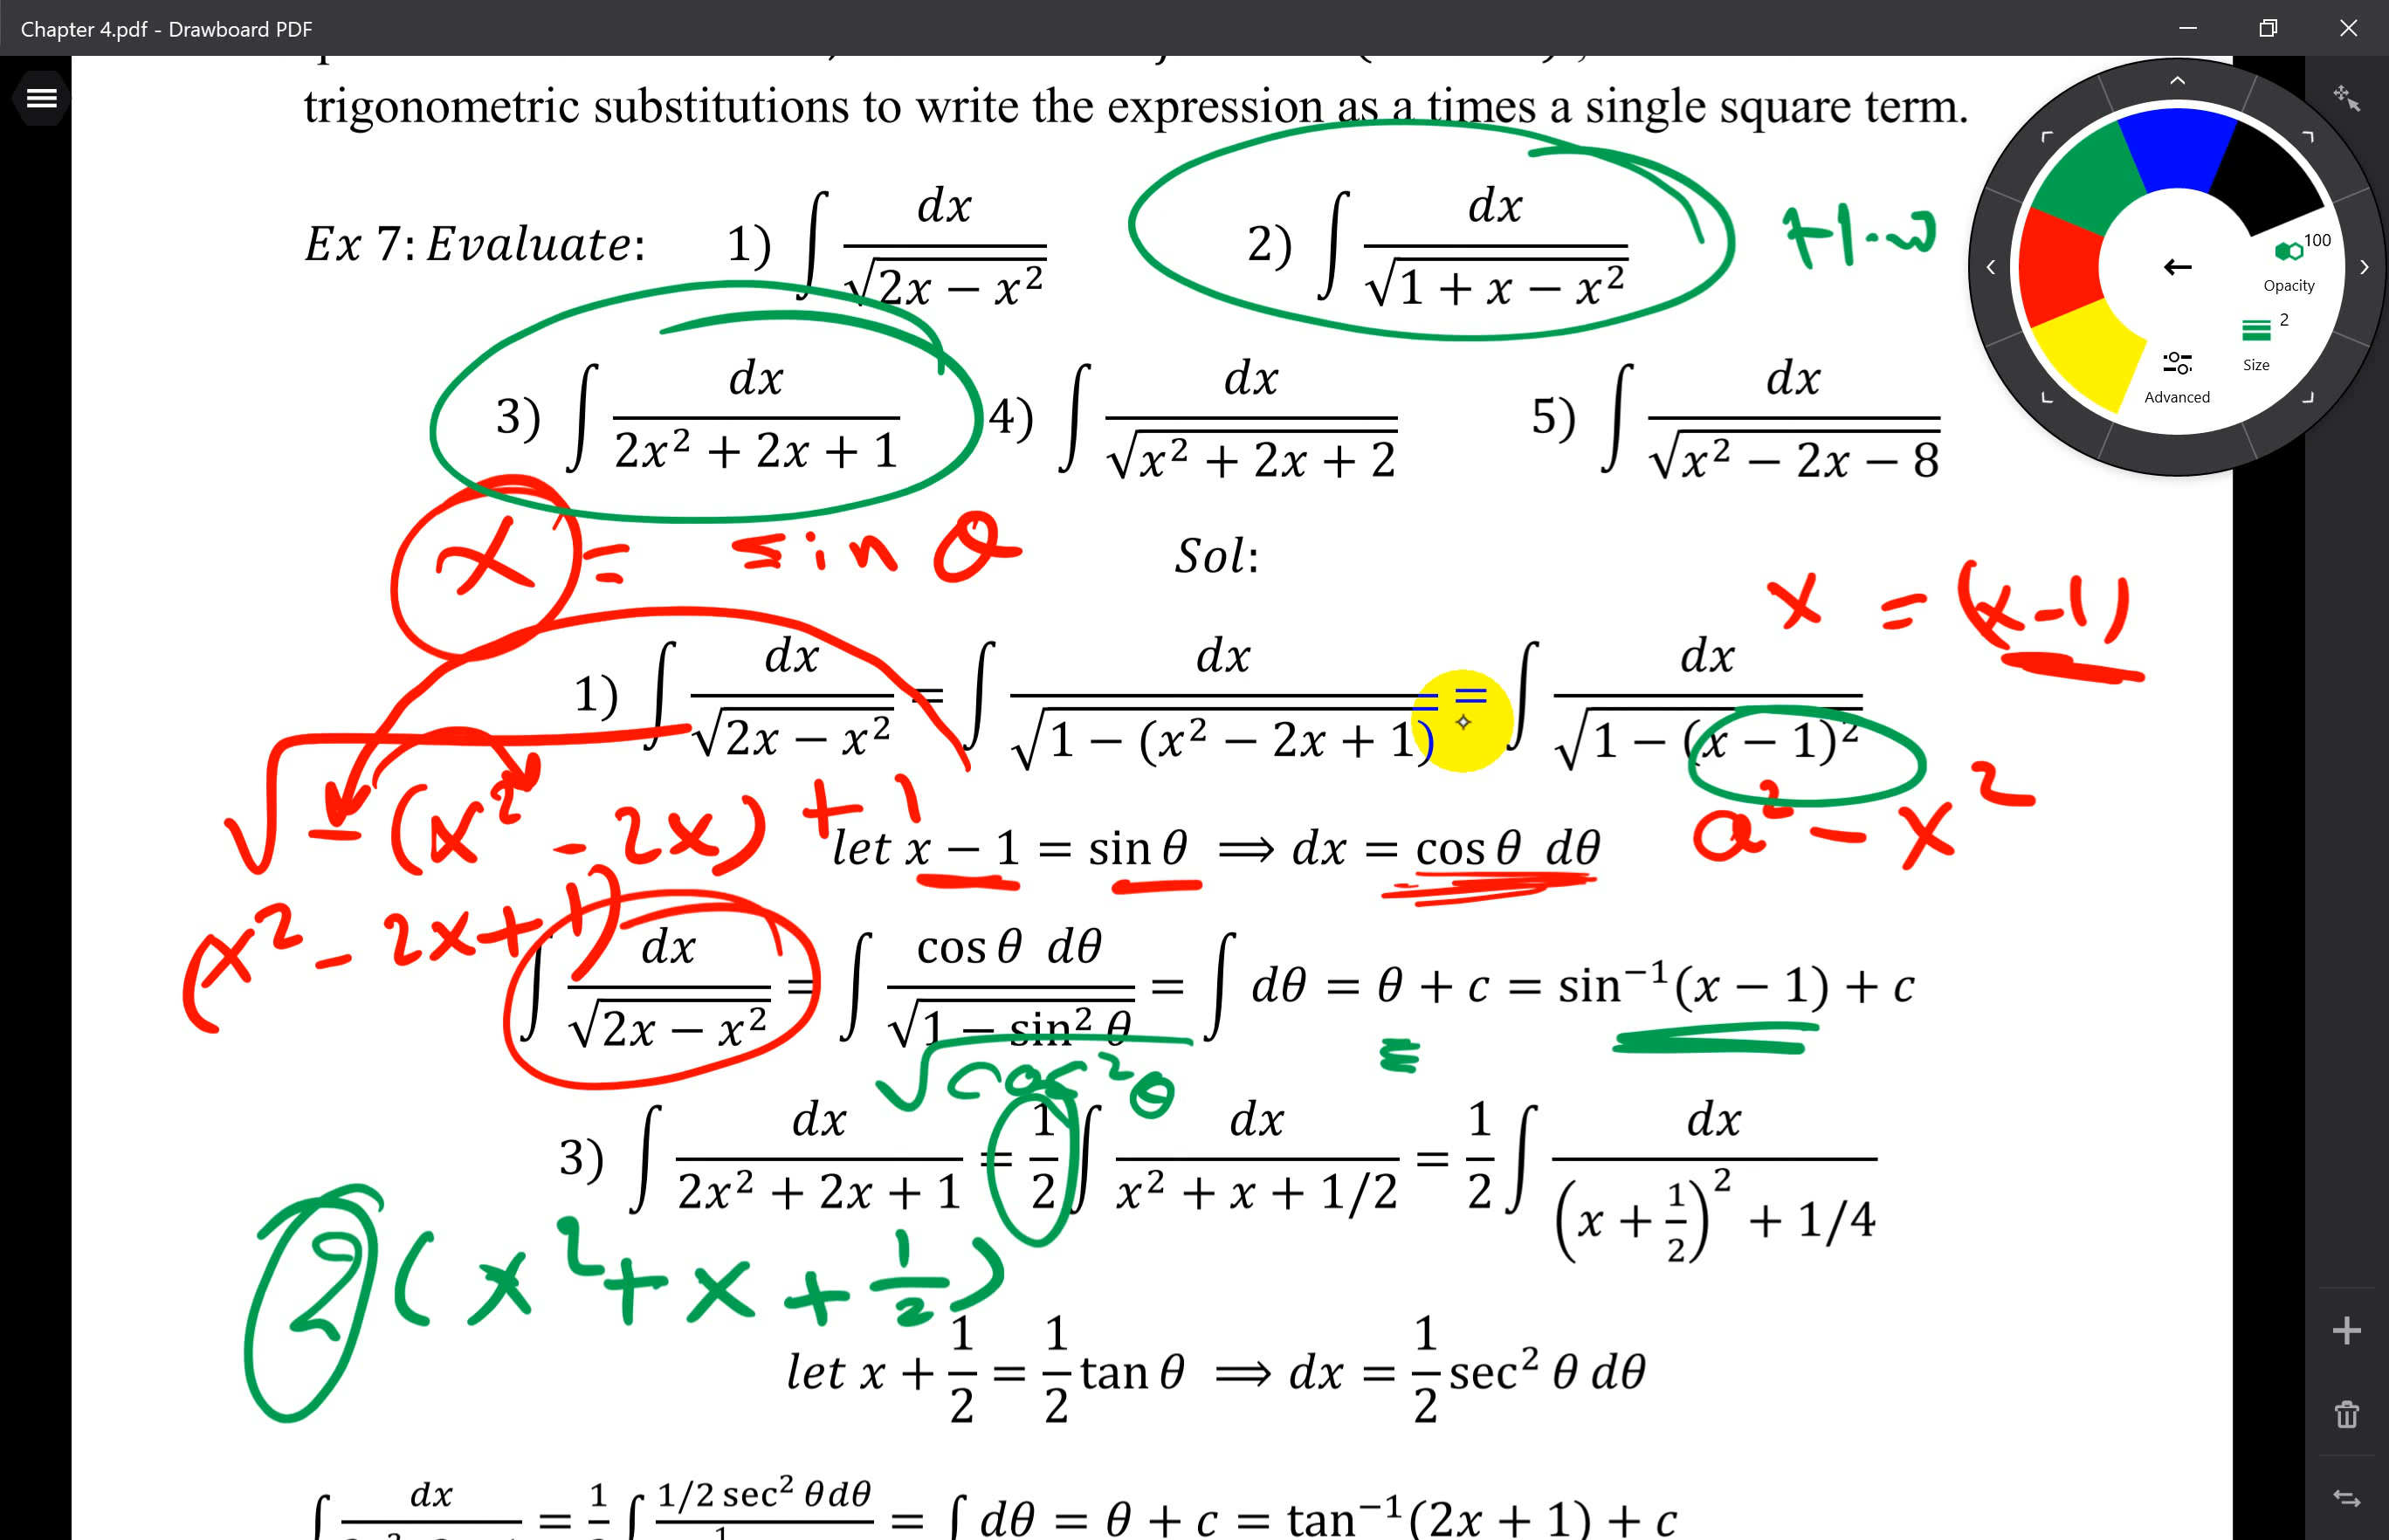 Chapter 4.pdf - Drawboard PDF
trigonometric substitutions to write the expression as a times a single square term.
Ex 7: Evaluate: 1) ∫ dx / √(2x − x²) 2) ∫ dx / √(1 + x − x²)
3) ∫ dx / (2x² + 2x + 1) 4) ∫ dx / √(x² + 2x + 2) 5) ∫ dx / √(x² − 2x − 8)
100
Opacity
2
Size
Advanced
x = sin θ
Sol:
x = (x-1)
1) ∫ dx / √(2x − x²) = ∫ dx / √(1 − (x² − 2x + 1)) = ∫ dx / √(1 − (x − 1)²)
√ - (x² - 2x) + 1
a² - x²
let x − 1 = sin θ ⟹ dx = cos θ dθ
(x² - 2x + 1)
∫ dx / √(2x − x²) = ∫ cos θ dθ / √(1 − sin² θ) = ∫ dθ = θ + c = sin⁻¹(x − 1) + c
√cos²θ
3) ∫ dx / (2x² + 2x + 1) = 1/2 ∫ dx / (x² + x + 1/2) = 1/2 ∫ dx / ((x + 1/2)² + 1/4)
2 (x² + x + 1/2)
let x + 1/2 = 1/2 tan θ ⟹ dx = 1/2 sec² θ dθ
∫ dx = 1 ∫ 1/2 sec² θdθ = ∫ dθ = θ + c = tan⁻¹(2x + 1) + c